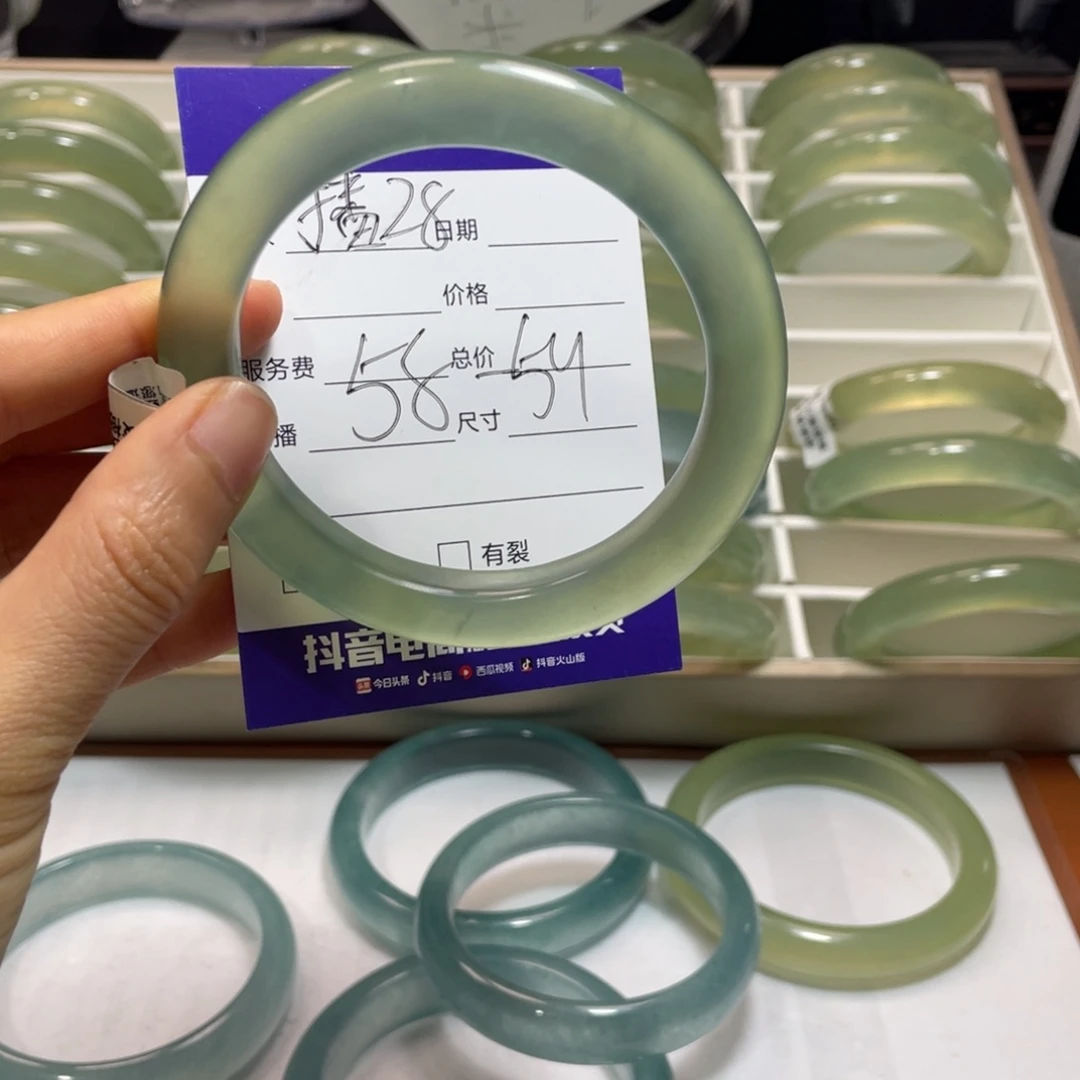 播28 日期
价格
服务费 58 总价 54
播 尺寸
有裂
抖音电商
今日头条 抖音 西瓜视频 抖音火山版